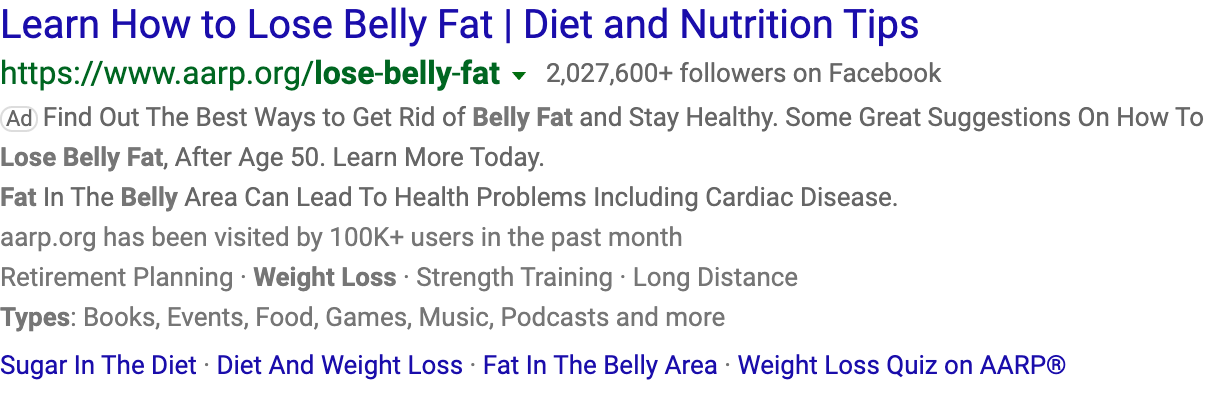 Learn How to Lose Belly Fat | Diet and Nutrition Tips
https://www.aarp.org/lose-belly-fat 2,027,600+ followers on Facebook
Ad Find Out The Best Ways to Get Rid of Belly Fat and Stay Healthy. Some Great Suggestions On How To
Lose Belly Fat, After Age 50. Learn More Today.
Fat In The Belly Area Can Lead To Health Problems Including Cardiac Disease.
aarp.org has been visited by 100K+ users in the past month
Retirement Planning · Weight Loss · Strength Training · Long Distance
Types: Books, Events, Food, Games, Music, Podcasts and more
Sugar In The Diet · Diet And Weight Loss · Fat In The Belly Area · Weight Loss Quiz on AARP®